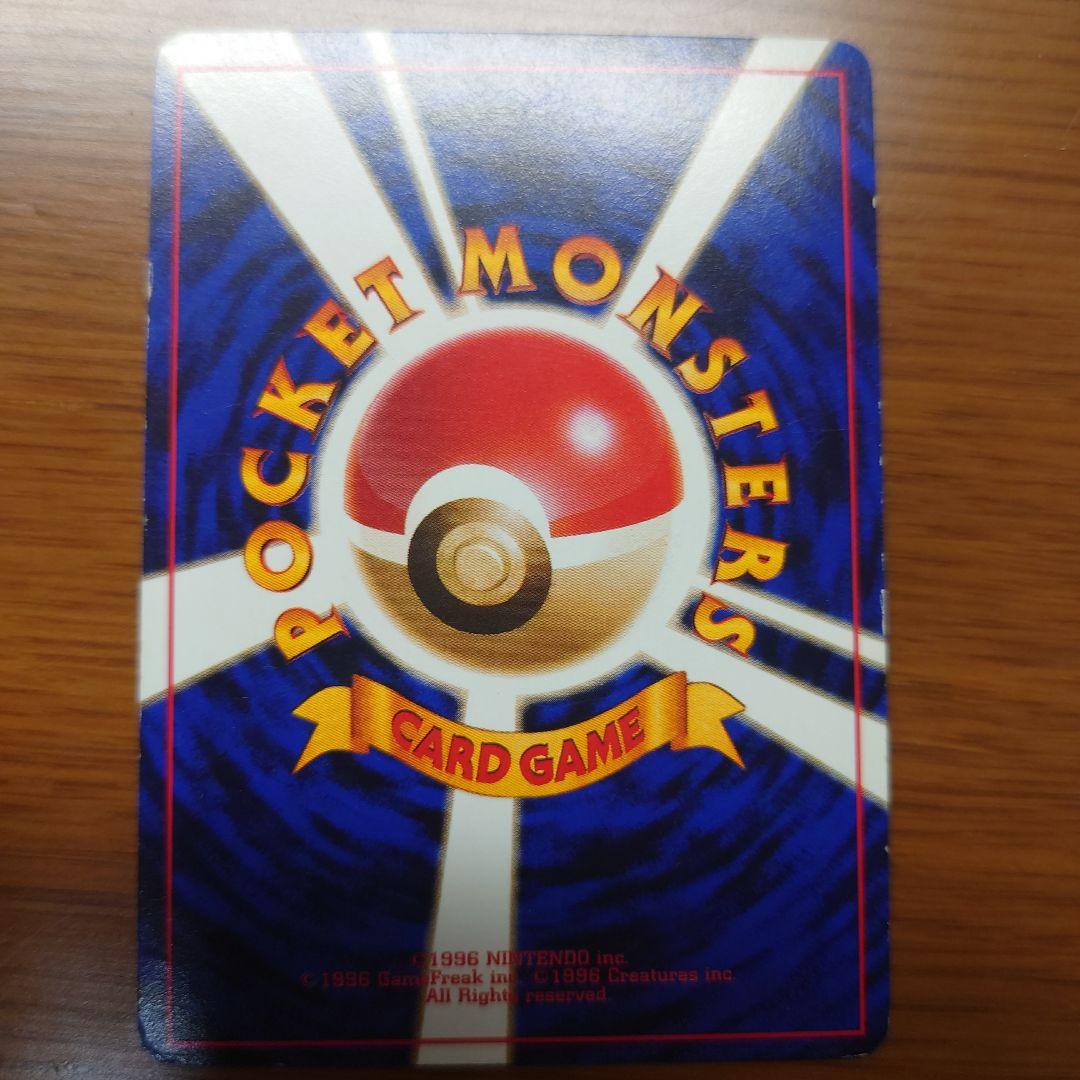 POCKET MONSTERS
CARD GAME
©1996 NINTENDO inc.
©1996 GameFreak inc. ©1996 Creatures inc.
All Rights reserved.